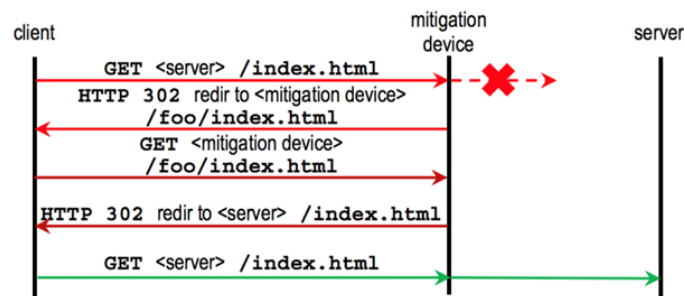 client
mitigation
device
server
GET <server> /index.html
HTTP 302 redir to <mitigation device>
/foo/index.html
GET <mitigation device>
/foo/index.html
HTTP 302 redir to <server> /index.html
GET <server> /index.html